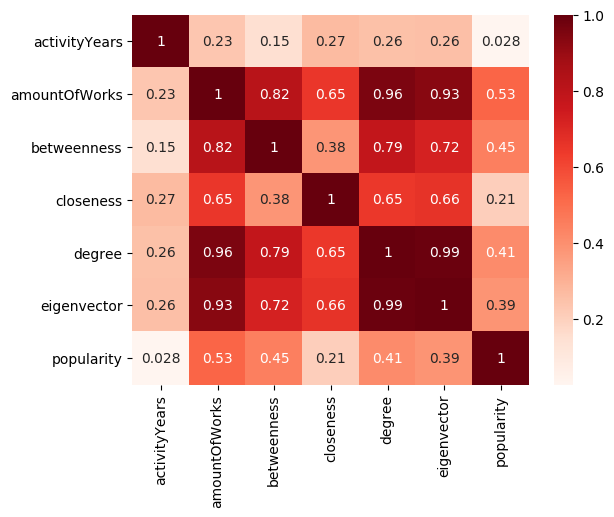 activityYears 1 0.23 0.15 0.27 0.26 0.26 0.028
amountOfWorks 0.23 1 0.82 0.65 0.96 0.93 0.53
betweenness 0.15 0.82 1 0.38 0.79 0.72 0.45
closeness 0.27 0.65 0.38 1 0.65 0.66 0.21
degree 0.26 0.96 0.79 0.65 1 0.99 0.41
eigenvector 0.26 0.93 0.72 0.66 0.99 1 0.39
popularity 0.028 0.53 0.45 0.21 0.41 0.39 1
activityYears
amountOfWorks
betweenness
closeness
degree
eigenvector
popularity
1.0
0.8
0.6
0.4
0.2